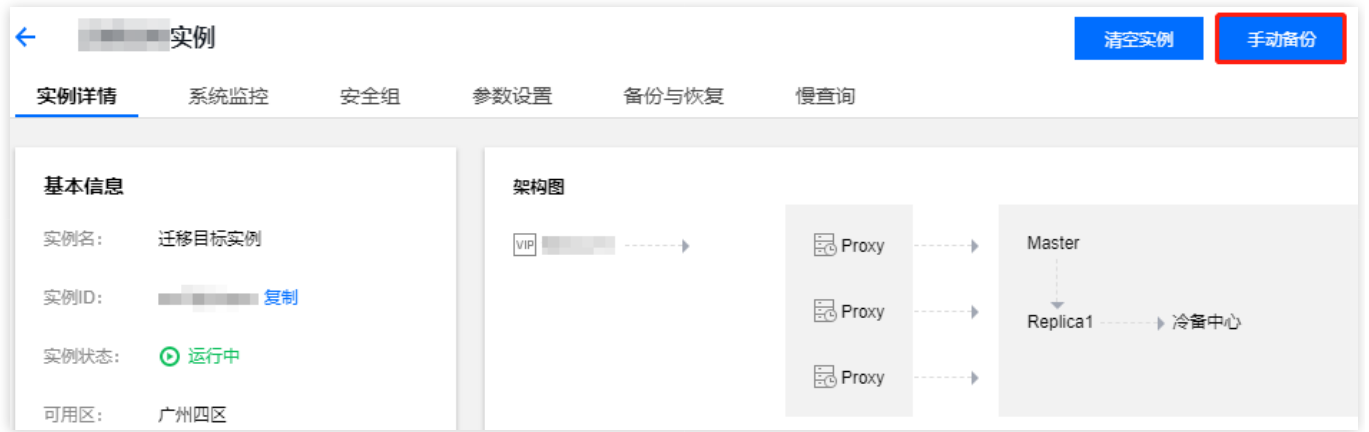 实例
清空实例
手动备份
实例详情
系统监控
安全组
参数设置
备份与恢复
慢查询
基本信息
实例名:
迁移目标实例
实例ID:
复制
实例状态:
运行中
可用区:
广州四区
架构图
VIP
Proxy
Proxy
Proxy
Master
Replica1
冷备中心